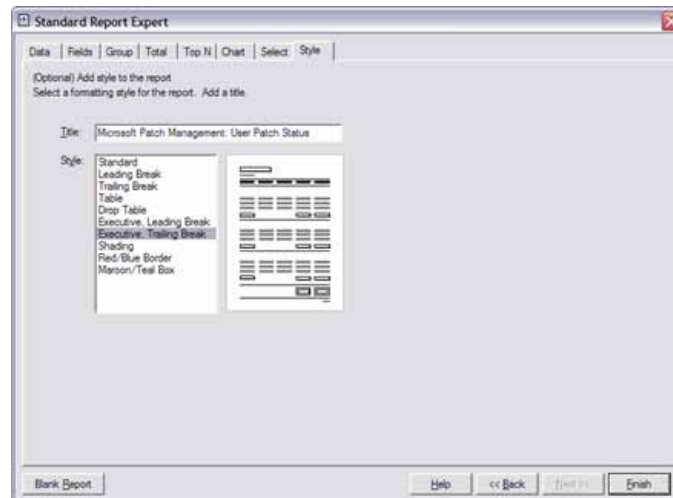 Standard Report Expert
Data Fields Group Total Top N Chart Select Style
(Optional) Add style to the report
Select a formatting style for the report. Add a title.
Title: Microsoft Patch Management: User Patch Status
Style: Standard
Leading Break
Trailing Break
Table
Drop Table
Executive, Leading Break
Executive, Trailing Break
Shading
Red/Blue Border
Maroon/Teal Box
Blank Report Help << Back Next >> Finish